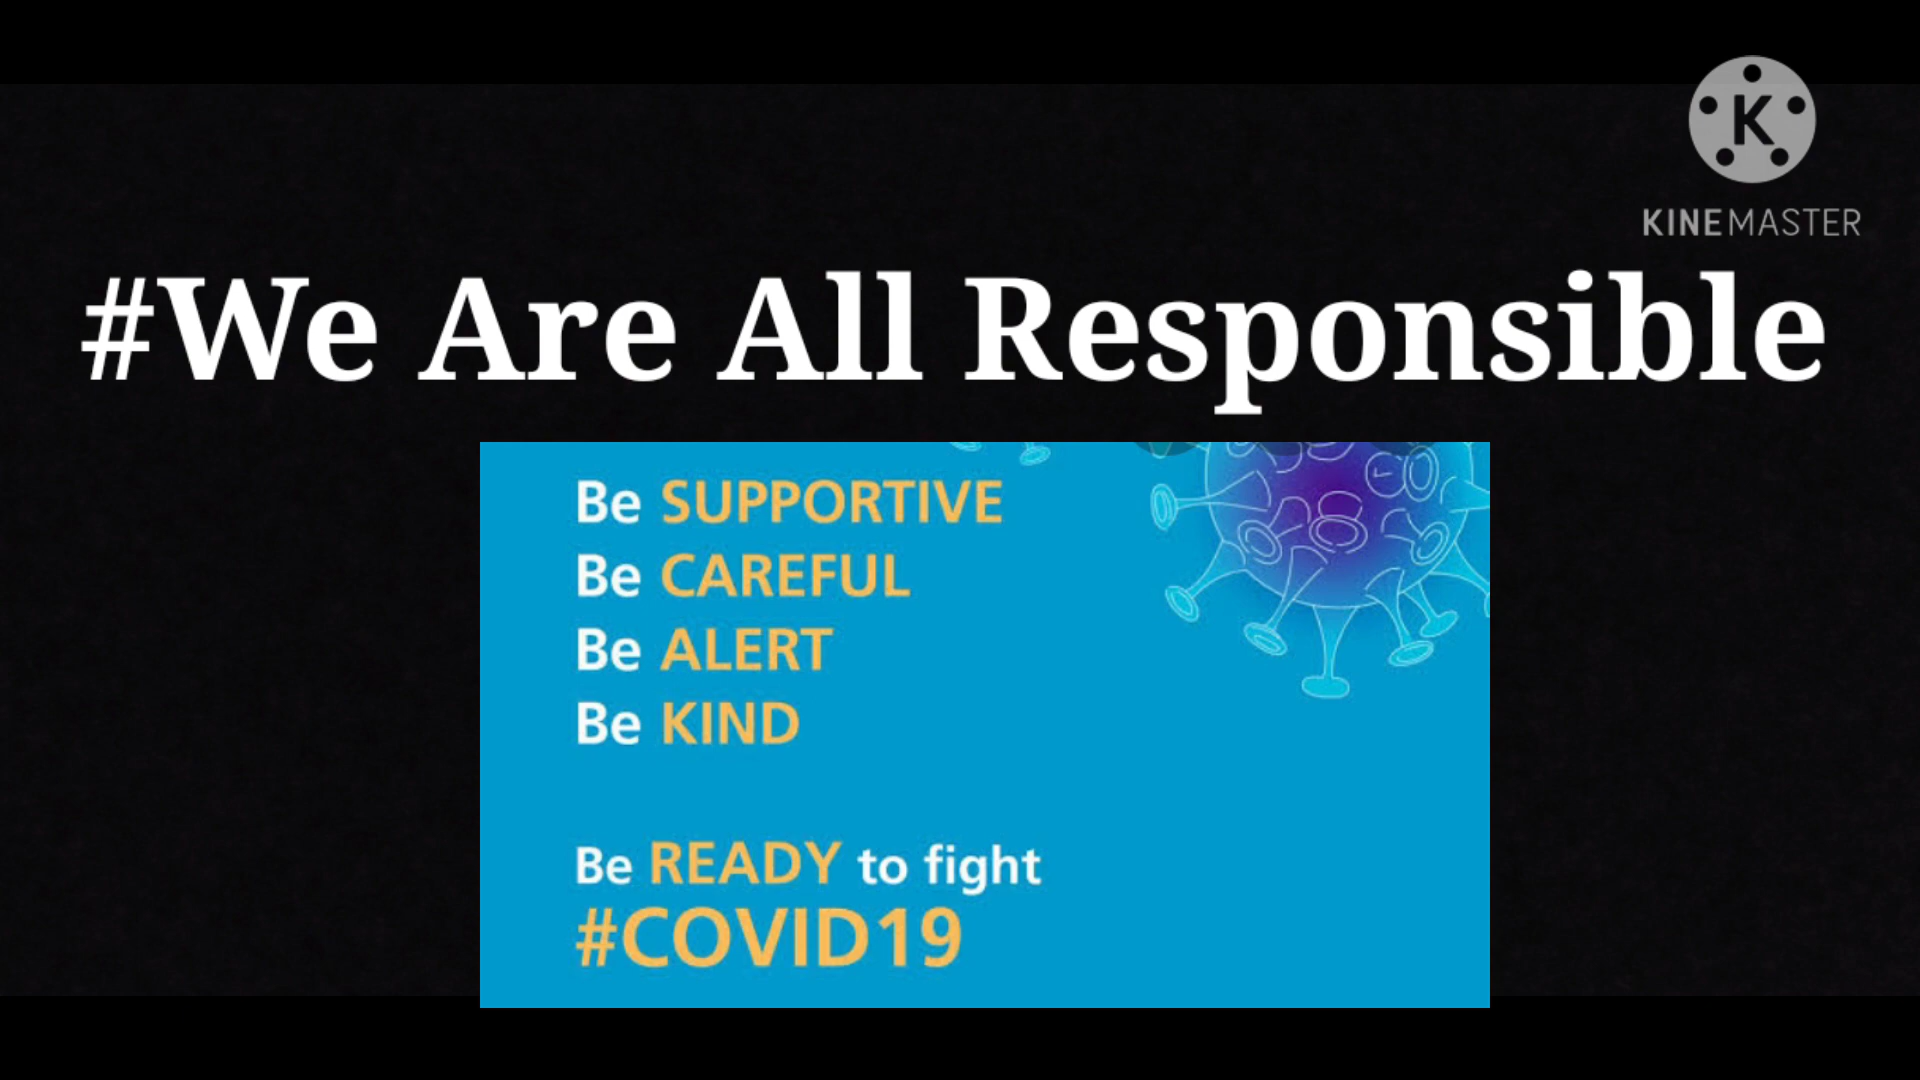 K
KINEMASTER
#We Are All Responsible
Be SUPPORTIVE
Be CAREFUL
Be ALERT
Be KIND
Be READY to fight
#COVID19